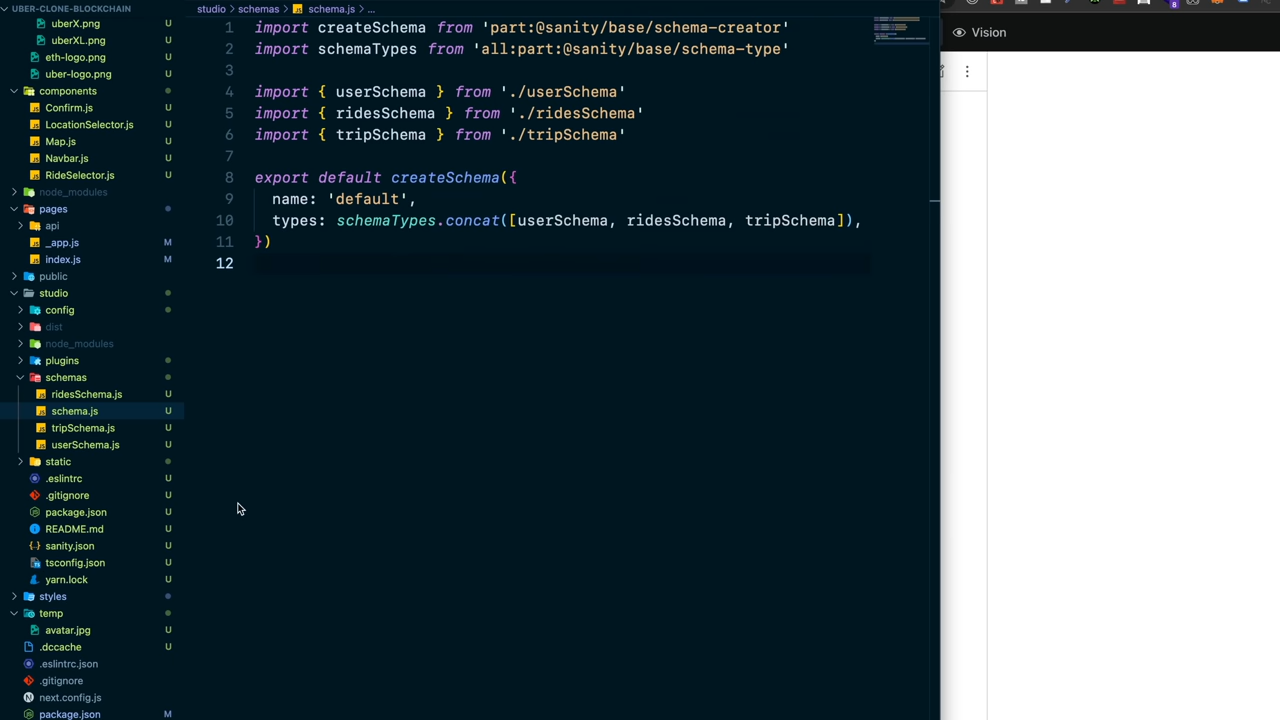 UBER-CLONE-BLOCKCHAIN
uberX.png
uberXL.png
eth-logo.png
uber-logo.png
components
Confirm.js
LocationSelector.js
Map.js
Navbar.js
RideSelector.js
node_modules
pages
api
_app.js M
index.js M
public
studio
config
dist
node_modules
plugins
schemas
ridesSchema.js U
schema.js U
tripSchema.js U
userSchema.js U
static
.eslintrc U
.gitignore U
package.json U
README.md U
sanity.json U
tsconfig.json U
yarn.lock U
styles
temp
avatar.jpg U
.dccache U
.eslintrc.json
.gitignore
next.config.js
package.json M
U
U
U
U
U
U
U
U
U
studio > schemas > schema.js > ...
1 import createSchema from 'part:@sanity/base/schema-creator'
2 import schemaTypes from 'all:part:@sanity/base/schema-type'
3
4 import { userSchema } from './userSchema'
5 import { ridesSchema } from './ridesSchema'
6 import { tripSchema } from './tripSchema'
7
8 export default createSchema({
9 name: 'default',
10 types: schemaTypes.concat([userSchema, ridesSchema, tripSchema]),
11 })
12
8
Vision